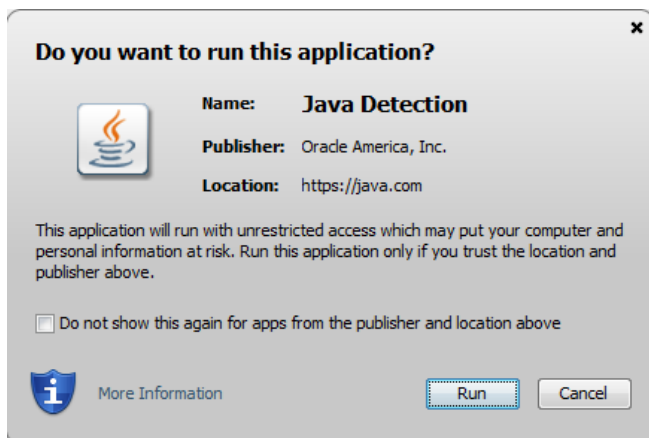 Do you want to run this application?
Name: Java Detection
Publisher: Oracle America, Inc.
Location: https://java.com
This application will run with unrestricted access which may put your computer and
personal information at risk. Run this application only if you trust the location and
publisher above.
Do not show this again for apps from the publisher and location above
More Information
Run
Cancel